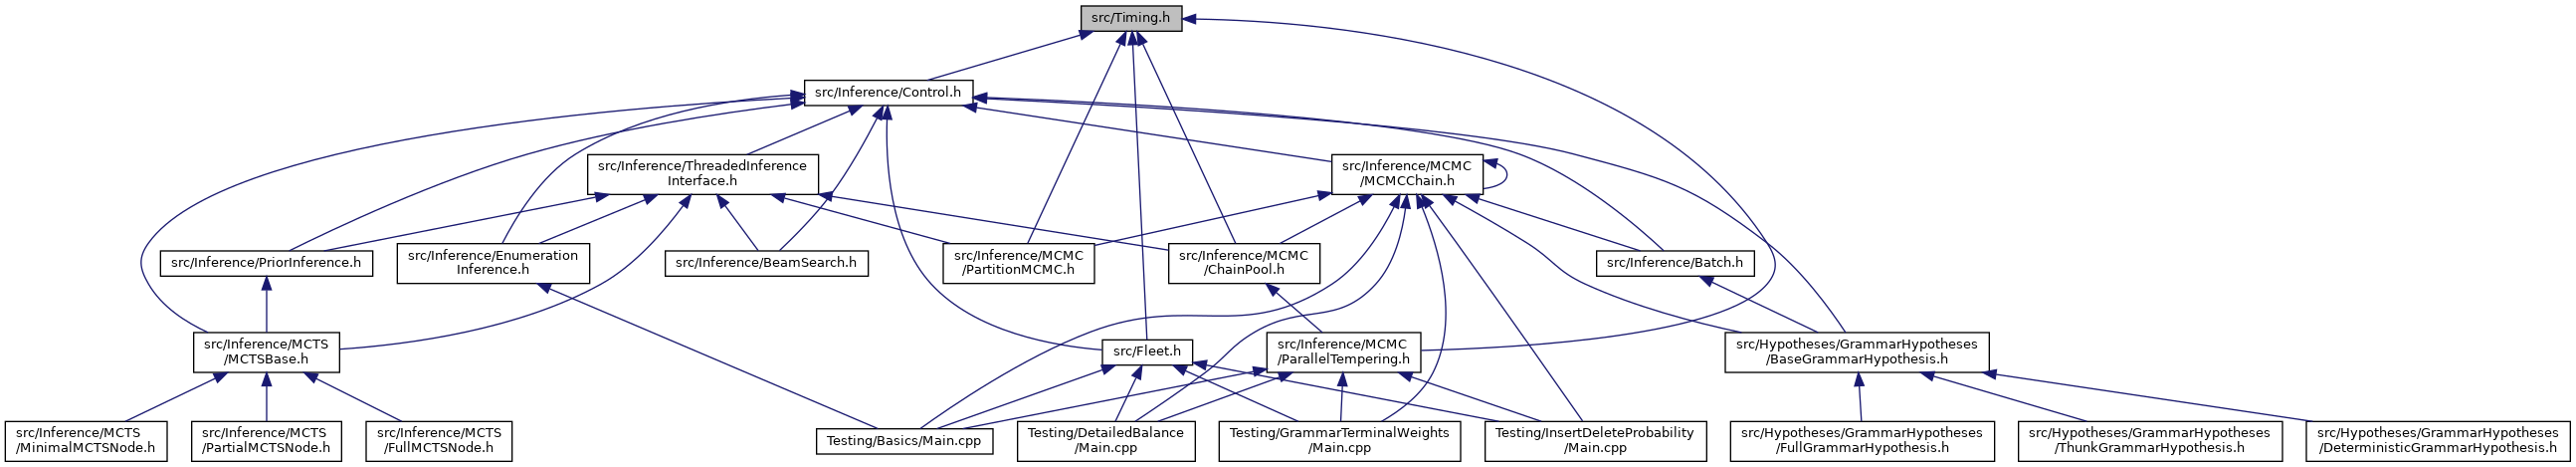 src/Timing.h
src/Inference/Control.h
src/Inference/ThreadedInference
Interface.h
src/Inference/MCMC
/MCMCChain.h
src/Inference/PriorInference.h
src/Inference/Enumeration
Inference.h
src/Inference/BeamSearch.h
src/Inference/MCMC
/PartitionMCMC.h
src/Inference/MCMC
/ChainPool.h
src/Inference/Batch.h
src/Inference/MCTS
/MCTSBase.h
src/Fleet.h
src/Inference/MCMC
/ParallelTempering.h
src/Hypotheses/GrammarHypotheses
/BaseGrammarHypothesis.h
src/Inference/MCTS
/MinimalMCTSNode.h
src/Inference/MCTS
/PartialMCTSNode.h
src/Inference/MCTS
/FullMCTSNode.h
Testing/Basics/Main.cpp
Testing/DetailedBalance
/Main.cpp
Testing/GrammarTerminalWeights
/Main.cpp
Testing/InsertDeleteProbability
/Main.cpp
src/Hypotheses/GrammarHypotheses
/FullGrammarHypothesis.h
src/Hypotheses/GrammarHypotheses
/ThunkGrammarHypothesis.h
src/Hypotheses/GrammarHypotheses
/DeterministicGrammarHypothesis.h